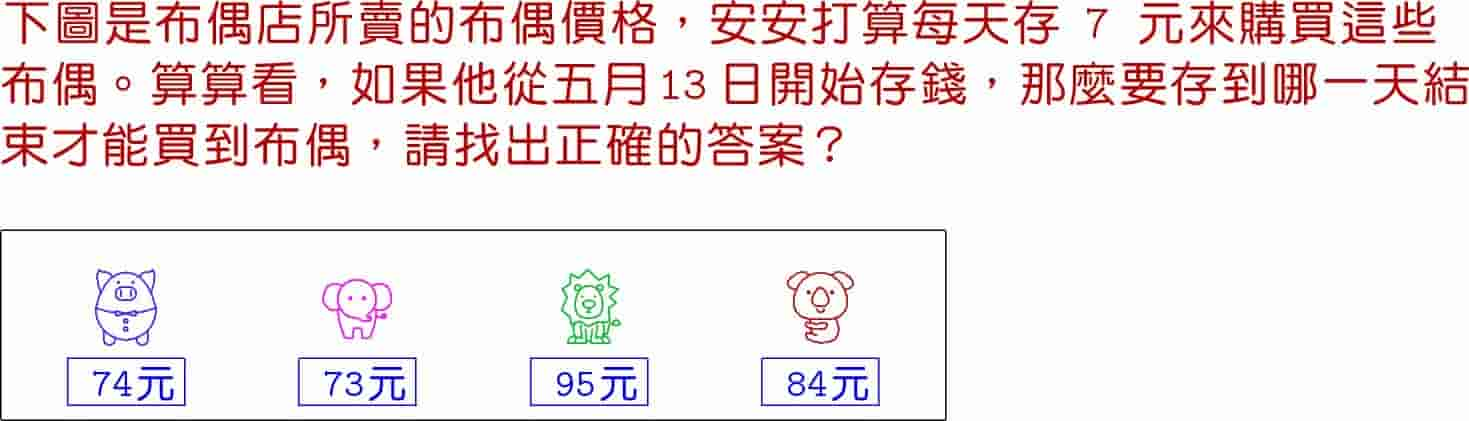 下圖是布偶店所賣的布偶價格，安安打算每天存 7 元來購買這些
布偶。算算看，如果他從五月13日開始存錢，那麼要存到哪一天結
束才能買到布偶，請找出正確的答案？
74元 73元 95元 84元